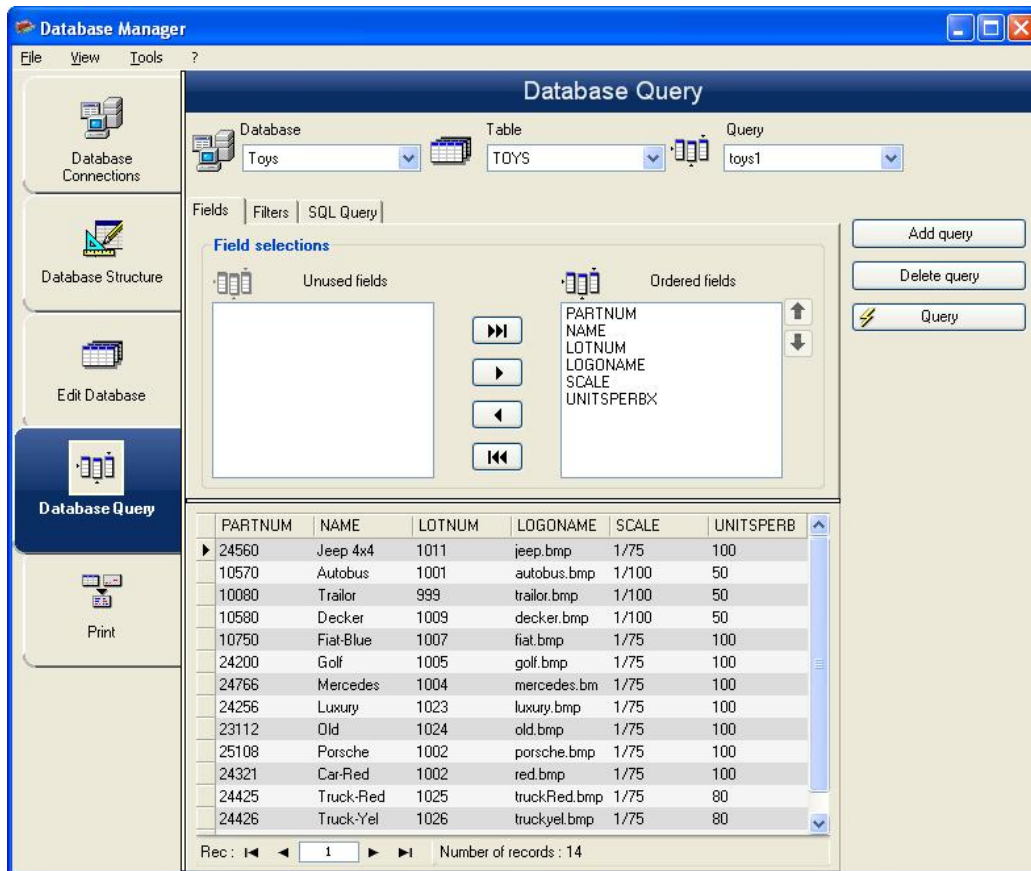 Database Manager
File View Tools ?
Database Query
Database Table Query
Toys TOYS toys1
Database Connections
Database Structure
Edit Database
Database Query
Print
Fields Filters SQL Query
Field selections
Unused fields Ordered fields
PARTNUM
NAME
LOTNUM
LOGONAME
SCALE
UNITSPERBX
Add query
Delete query
Query
PARTNUM NAME LOTNUM LOGONAME SCALE UNITSPERB
24560 Jeep 4x4 1011 jeep.bmp 1/75 100
10570 Autobus 1001 autobus.bmp 1/100 50
10080 Trailor 999 trailor.bmp 1/100 50
10580 Decker 1009 decker.bmp 1/100 50
10750 Fiat-Blue 1007 fiat.bmp 1/75 100
24200 Golf 1005 golf.bmp 1/75 100
24766 Mercedes 1004 mercedes.bm 1/75 100
24256 Luxury 1023 luxury.bmp 1/75 100
23112 Old 1024 old.bmp 1/75 100
25108 Porsche 1002 porsche.bmp 1/75 100
24321 Car-Red 1002 red.bmp 1/75 100
24425 Truck-Red 1025 truckRed.bmp 1/75 80
24426 Truck-Yel 1026 truckyel.bmp 1/75 80
Rec : 1 Number of records : 14